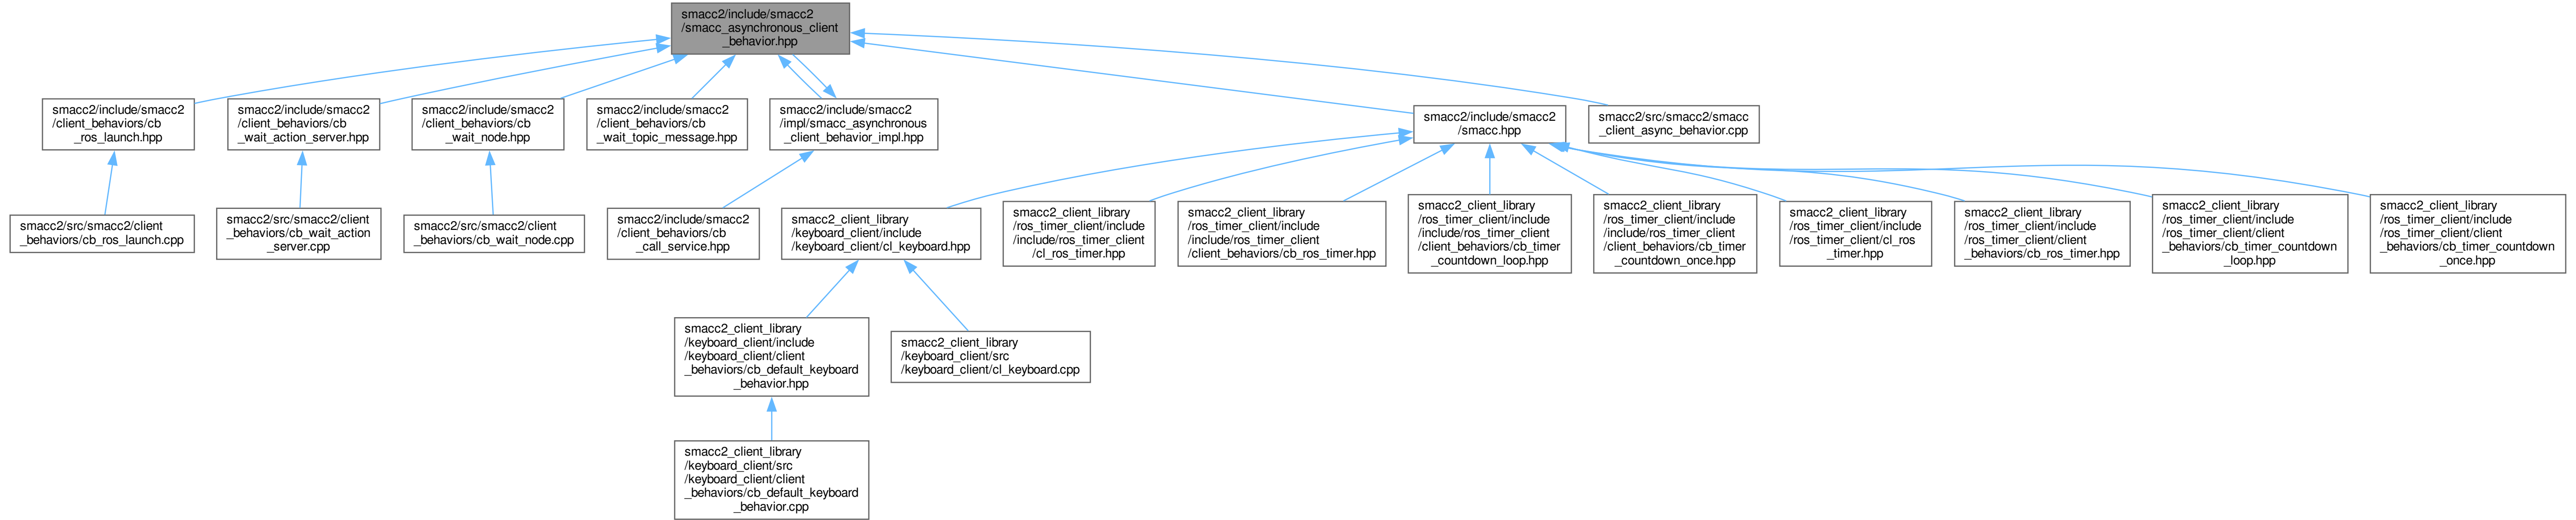 smacc2/include/smacc2
/smacc_asynchronous_client
_behavior.hpp
smacc2/include/smacc2
/client_behaviors/cb
_ros_launch.hpp
smacc2/include/smacc2
/client_behaviors/cb
_wait_action_server.hpp
smacc2/include/smacc2
/client_behaviors/cb
_wait_node.hpp
smacc2/include/smacc2
/client_behaviors/cb
_wait_topic_message.hpp
smacc2/include/smacc2
/impl/smacc_asynchronous
_client_behavior_impl.hpp
smacc2/include/smacc2
/smacc.hpp
smacc2/src/smacc2/smacc
_client_async_behavior.cpp
smacc2/src/smacc2/client
_behaviors/cb_ros_launch.cpp
smacc2/src/smacc2/client
_behaviors/cb_wait_action
_server.cpp
smacc2/src/smacc2/client
_behaviors/cb_wait_node.cpp
smacc2/include/smacc2
/client_behaviors/cb
_call_service.hpp
smacc2_client_library
/keyboard_client/include
/keyboard_client/cl_keyboard.hpp
smacc2_client_library
/ros_timer_client/include
/include/ros_timer_client
/cl_ros_timer.hpp
smacc2_client_library
/ros_timer_client/include
/include/ros_timer_client
/client_behaviors/cb_ros_timer.hpp
smacc2_client_library
/ros_timer_client/include
/include/ros_timer_client
/client_behaviors/cb_timer
_countdown_loop.hpp
smacc2_client_library
/ros_timer_client/include
/include/ros_timer_client
/client_behaviors/cb_timer
_countdown_once.hpp
smacc2_client_library
/ros_timer_client/include
/ros_timer_client/cl_ros
_timer.hpp
smacc2_client_library
/ros_timer_client/include
/ros_timer_client/client
_behaviors/cb_ros_timer.hpp
smacc2_client_library
/ros_timer_client/include
/ros_timer_client/client
_behaviors/cb_timer_countdown
_loop.hpp
smacc2_client_library
/ros_timer_client/include
/ros_timer_client/client
_behaviors/cb_timer_countdown
_once.hpp
smacc2_client_library
/keyboard_client/include
/keyboard_client/client
_behaviors/cb_default_keyboard
_behavior.hpp
smacc2_client_library
/keyboard_client/src
/keyboard_client/cl_keyboard.cpp
smacc2_client_library
/keyboard_client/src
/keyboard_client/client
_behaviors/cb_default_keyboard
_behavior.cpp